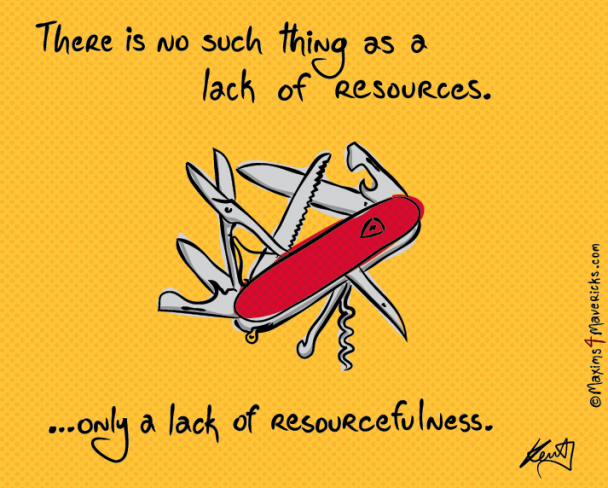 There is no such thing as a
lack of resources.
...only a lack of resourcefulness.
©Maxims4Mavericks.com